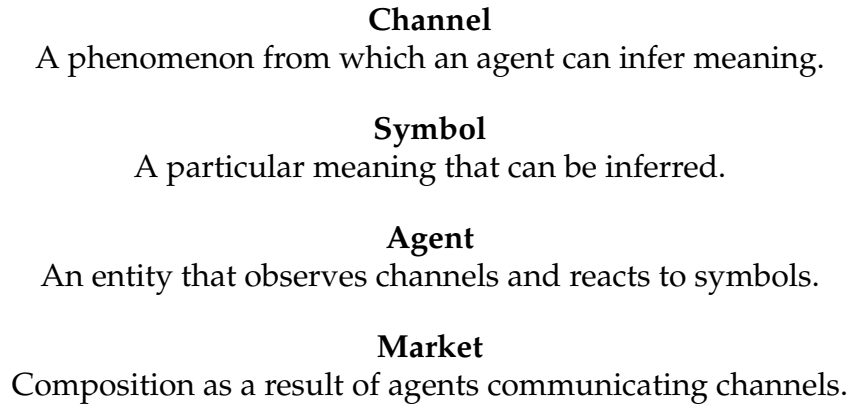 Channel
A phenomenon from which an agent can infer meaning.
Symbol
A particular meaning that can be inferred.
Agent
An entity that observes channels and reacts to symbols.
Market
Composition as a result of agents communicating channels.